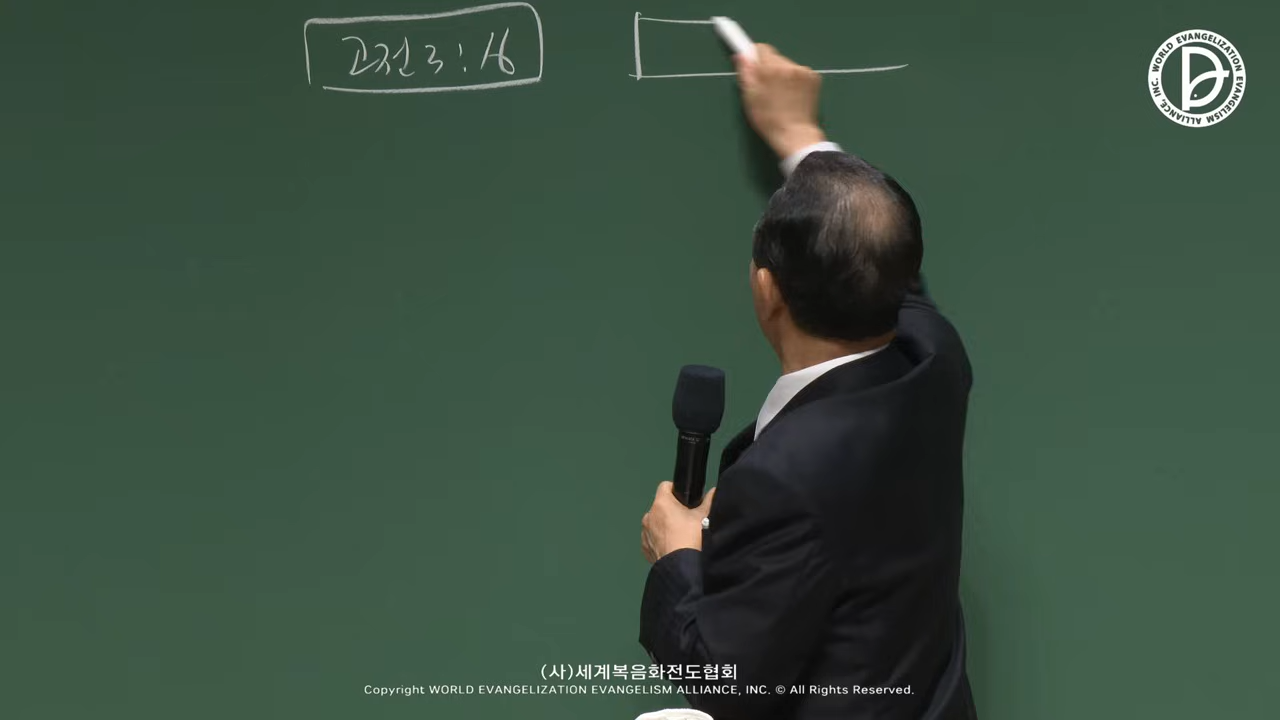 고전 3:16
WORLD EVANGELIZATION EVANGELISM ALLIANCE, INC.
(사)세계복음화전도협회
Copyright WORLD EVANGELIZATION EVANGELISM ALLIANCE, INC. © All Rights Reserved.